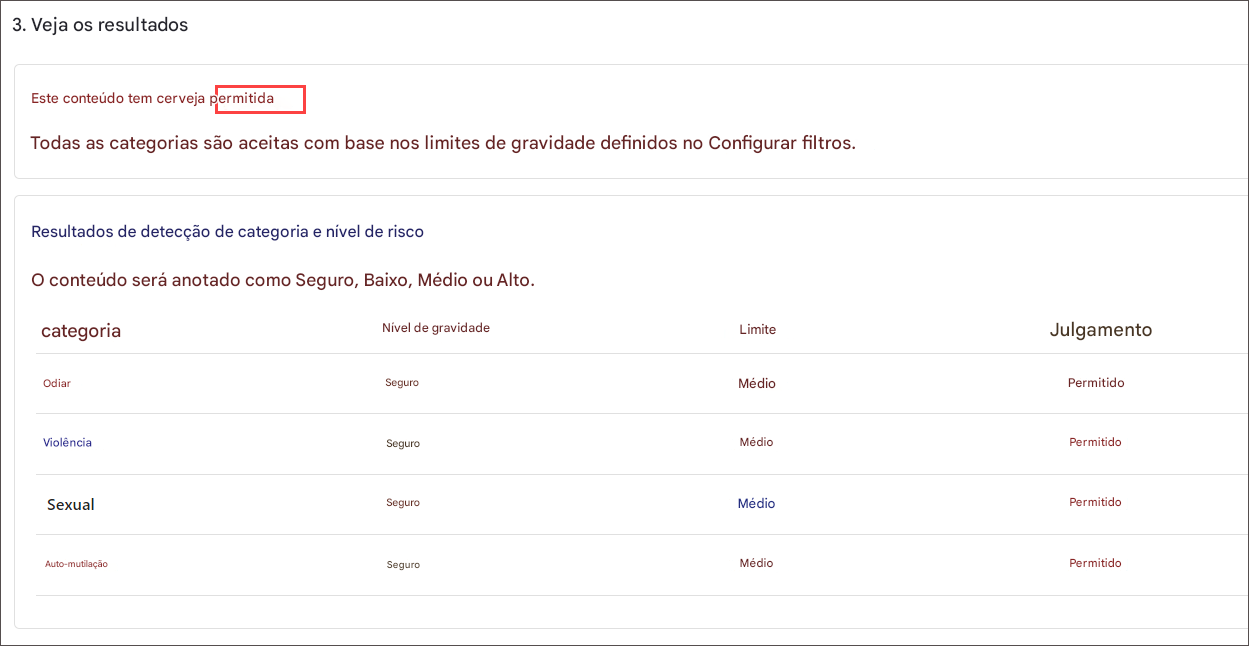 3. Veja os resultados
Este conteúdo tem cerveja permitida
Todas as categorias são aceitas com base nos limites de gravidade definidos no Configurar filtros.
Resultados de detecção de categoria e nível de risco
O conteúdo será anotado como Seguro, Baixo, Médio ou Alto.
categoria Nível de gravidade Limite Julgamento
Odiar Seguro Médio Permitido
Violência Seguro Médio Permitido
Sexual Seguro Médio Permitido
Auto-mutilação Seguro Médio Permitido